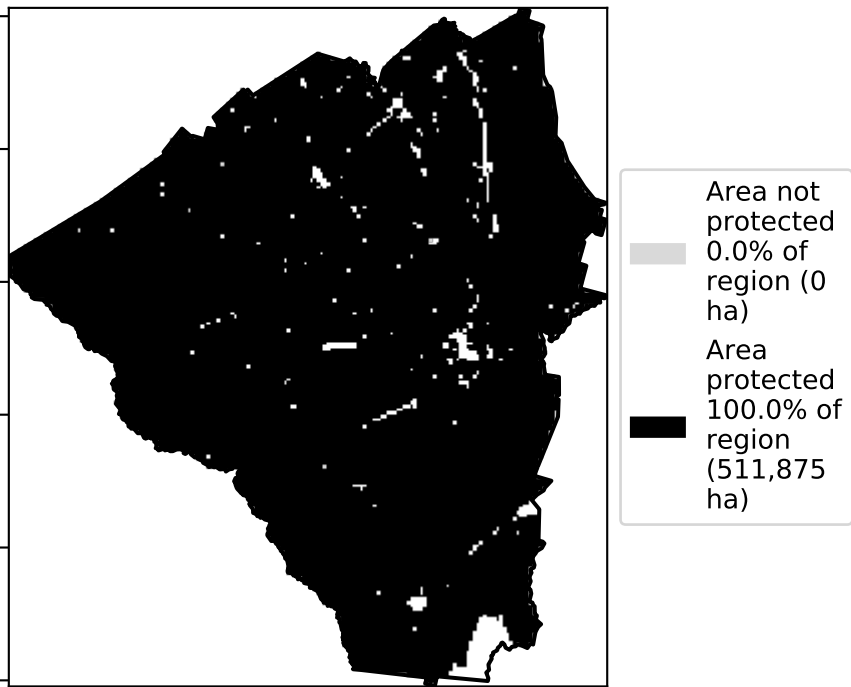 Area not
protected
0.0% of
region (0
ha)
Area
protected
100.0% of
region
(511,875
ha)